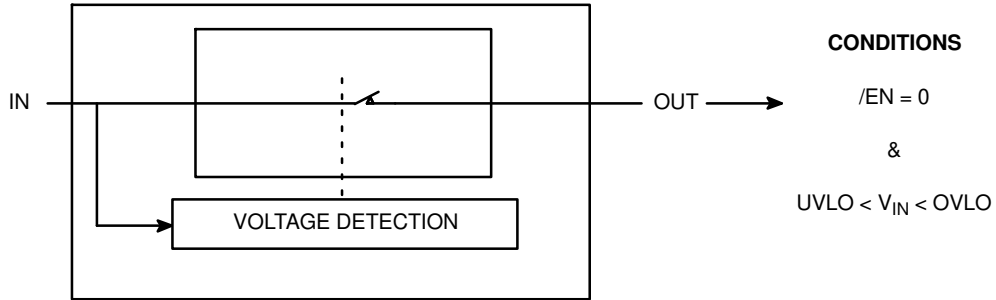 CONDITIONS
IN
OUT
/EN = 0
&
UVLO < VIN < OVLO
VOLTAGE DETECTION